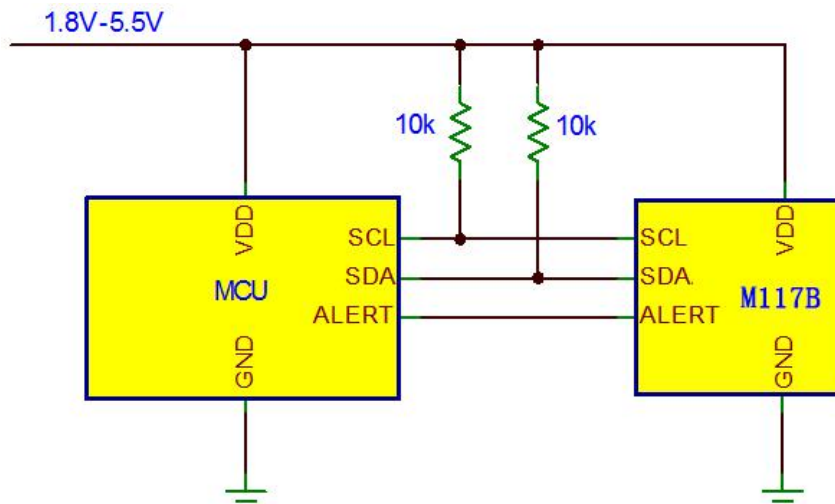 1.8V-5.5V
10k
10k
VDD
VDD
SCL
SCL
MCU
SDA
SDA
M117B
ALERT
ALERT
GND
GND